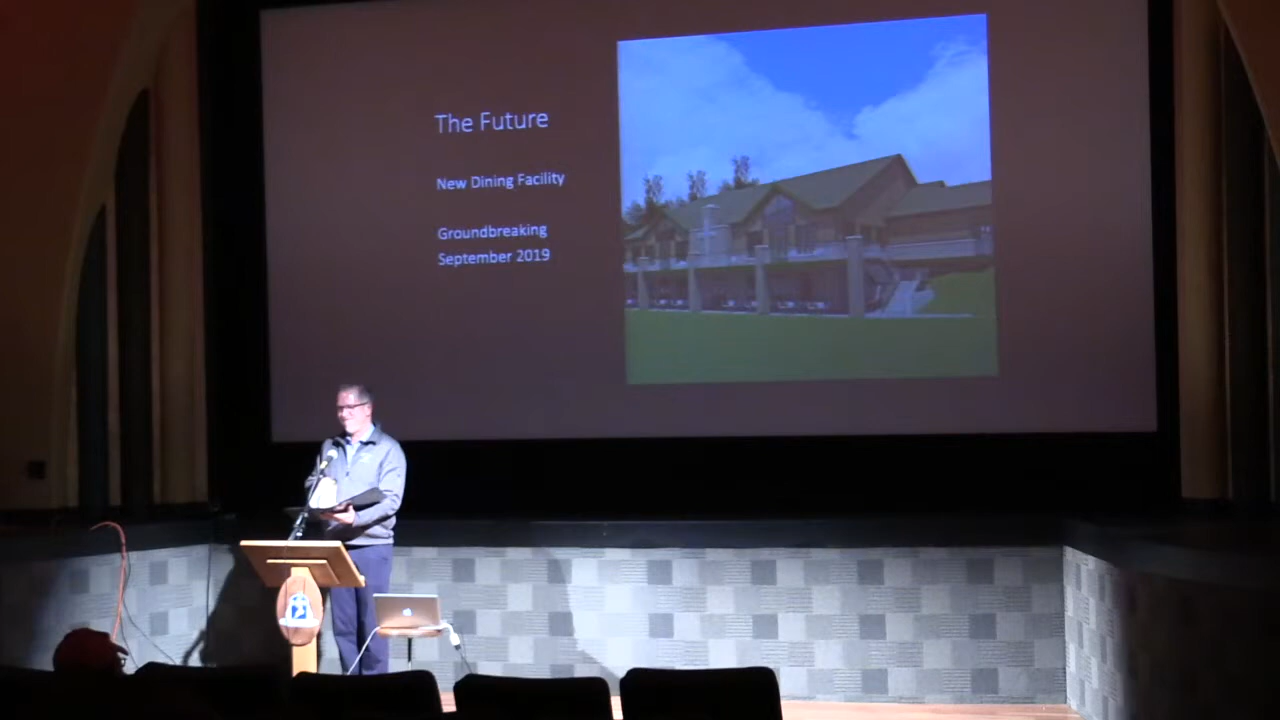 The Future
New Dining Facility
Groundbreaking
September 2019